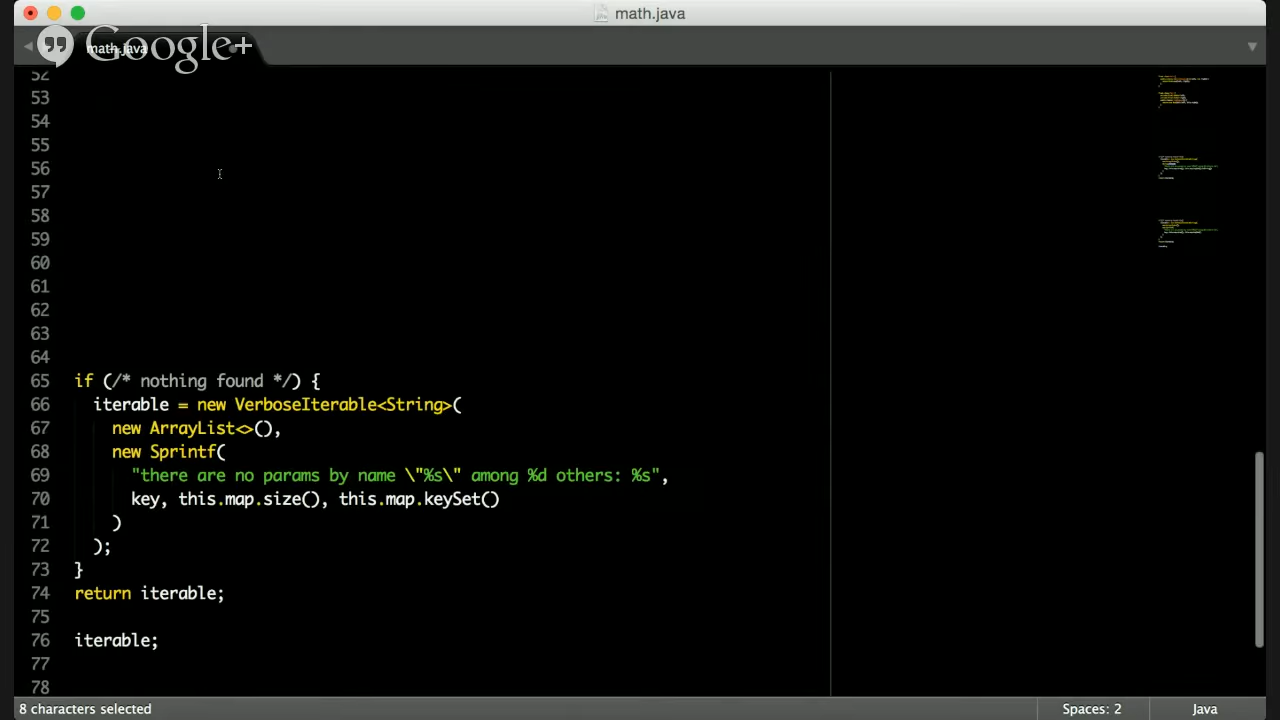 math.java
Google+
math.java
52
53
54
55
56
57
58
59
60
61
62
63
64
65 if (/* nothing found */) {
66 iterable = new VerboseIterable<String>(
67 new ArrayList<>(),
68 new Sprintf(
69 "there are no params by name \"%s\" among %d others: %s",
70 key, this.map.size(), this.map.keySet()
71 )
72 );
73 }
74 return iterable;
75
76 iterable;
77
78
8 characters selected
Spaces: 2
Java